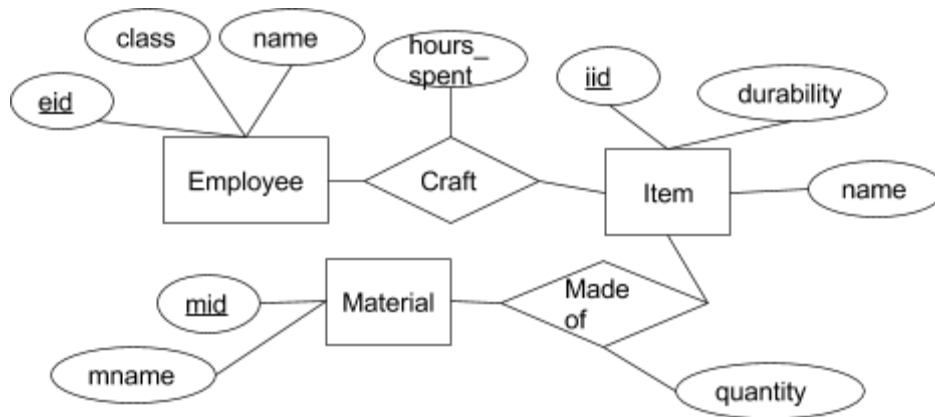 class
name
hours_
spent
eid
iid
durability
Employee
Craft
Item
name
mid
Material
Made
of
mname
quantity